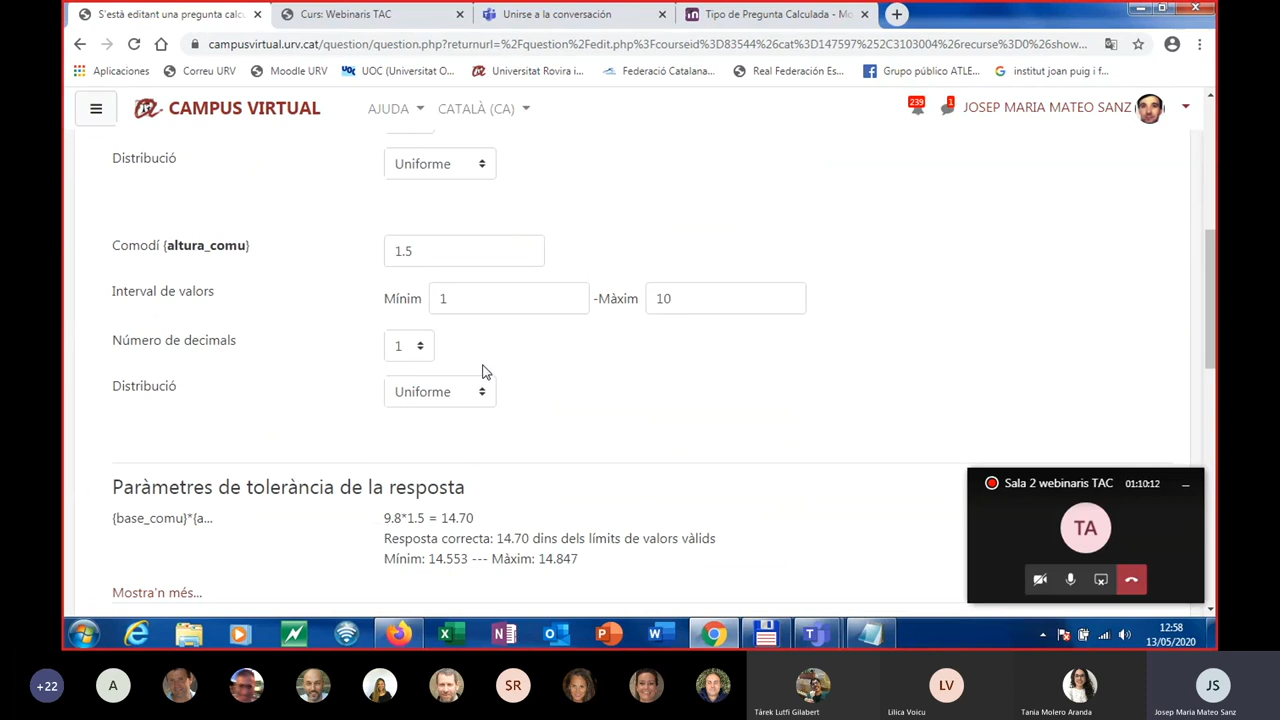 S'està editant una pregunta calcu
Curs: Webinaris TAC
Unirse a la conversación
Tipo de Pregunta Calculada - Mo
campusvirtual.urv.cat/question/question.php?returnurl=%2Fquestion%2Fedit.php%3Fcourseid%3D83544%26cat%3D147597%252C3103004%26recurse%3D0%26show...
Aplicaciones
Correu URV
Moodle URV
UOC (Universitat O...
Universitat Rovira i...
Federació Catalana...
Real Federación Es...
Grupo público ATLE...
institut joan puig i f...
CAMPUS VIRTUAL
AJUDA
CATALÀ (CA)
239
1
JOSEP MARIA MATEO SANZ
Distribució
Uniforme
Comodí {altura_comu}
1.5
Interval de valors
Mínim 1 -Màxim 10
Número de decimals
1
Distribució
Uniforme
Paràmetres de tolerància de la resposta
{base_comu}*{a...
9.8*1.5 = 14.70
Resposta correcta: 14.70 dins dels límits de valors vàlids
Mínim: 14.553 --- Màxim: 14.847
Mostra'n més...
Sala 2 webinaris TAC
01:10:12
TA
12:58
13/05/2020
+22
A
SR
LV
JS
Tàrek Lutfi Gilabert
Lilica Voicu
Tania Molero Aranda
Josep Maria Mateo Sanz